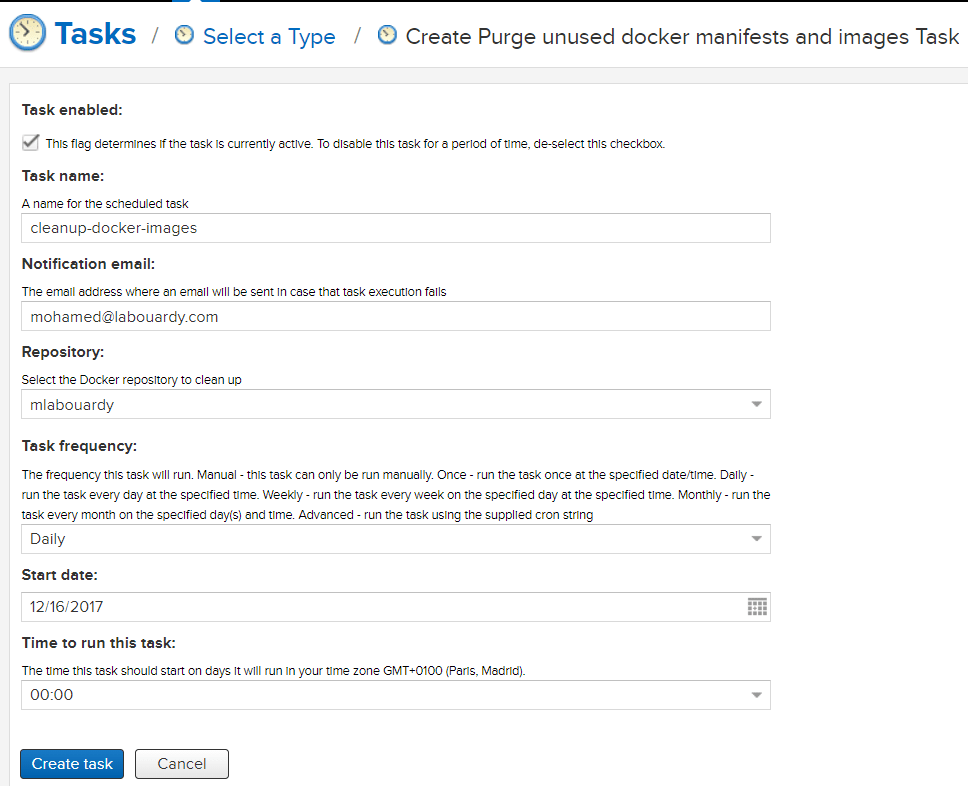 Tasks / Select a Type / Create Purge unused docker manifests and images Task
Task enabled:
This flag determines if the task is currently active. To disable this task for a period of time, de-select this checkbox.
Task name:
A name for the scheduled task
cleanup-docker-images
Notification email:
The email address where an email will be sent in case that task execution fails
mohamed@labouardy.com
Repository:
Select the Docker repository to clean up
mlabouardy
Task frequency:
The frequency this task will run. Manual - this task can only be run manually. Once - run the task once at the specified date/time. Daily -
run the task every day at the specified time. Weekly - run the task every week on the specified day at the specified time. Monthly - run the
task every month on the specified day(s) and time. Advanced - run the task using the supplied cron string
Daily
Start date:
12/16/2017
Time to run this task:
The time this task should start on days it will run in your time zone GMT+0100 (Paris, Madrid).
00:00
Create task Cancel